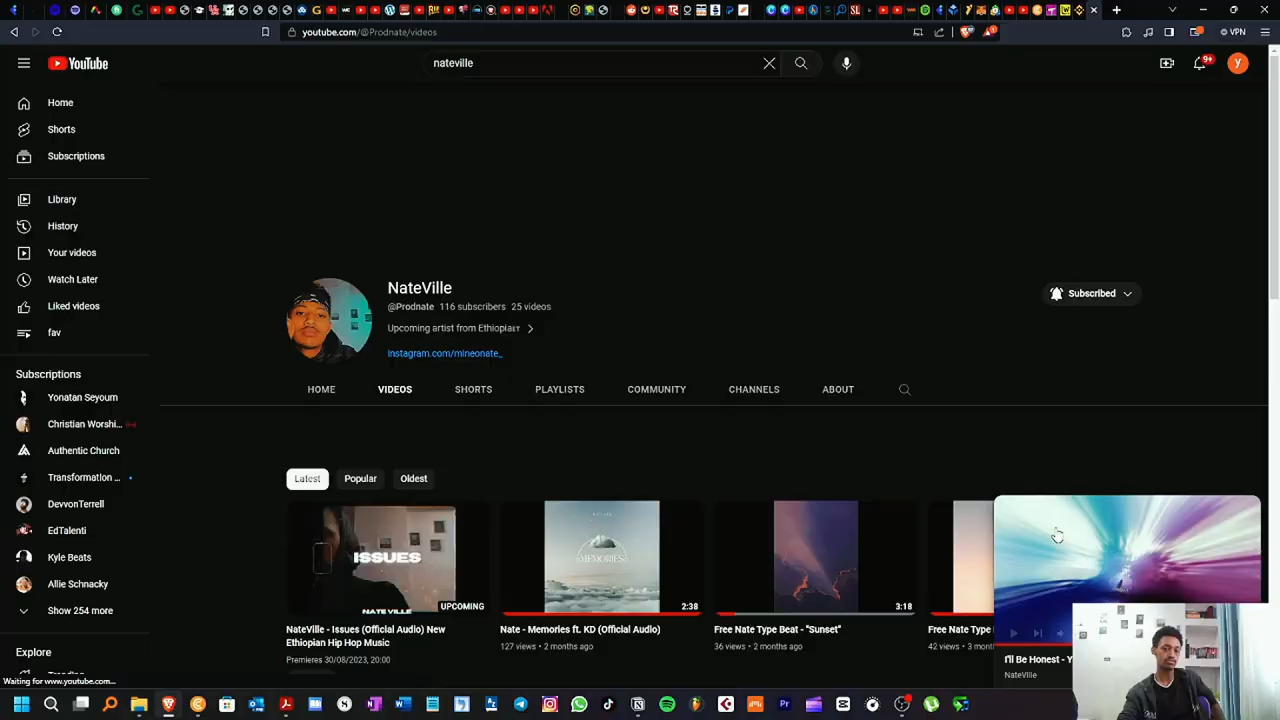 youtube.com/@Prodnate/videos
VPN
YouTube
nateville
9+
y
Home
Shorts
Subscriptions
Library
History
Your videos
Watch Later
Liked videos
fav
Subscriptions
Yonatan Seyoum
Christian Worshi...
Authentic Church
Transformation ...
DevvonTerrell
EdTalenti
Kyle Beats
Allie Schnacky
Show 254 more
Explore
NateVille
@Prodnate 116 subscribers 25 videos
Upcoming artist from Ethiopia
instagram.com/mineonate_
Subscribed
HOME VIDEOS SHORTS PLAYLISTS COMMUNITY CHANNELS ABOUT
Latest Popular Oldest
ISSUES
NATEVILLE
UPCOMING
NateVille - Issues (Official Audio) New
Ethiopian Hip Hop Music
Premieres 30/08/2023, 20:00
MEMORIES
2:38
Nate - Memories ft. KD (Official Audio)
127 views • 2 months ago
3:18
Free Nate Type Beat - "Sunset"
36 views • 2 months ago
Free Nate Type
42 views • 3
I'll Be Honest - Y
NateVille
Waiting for www.youtube.com...